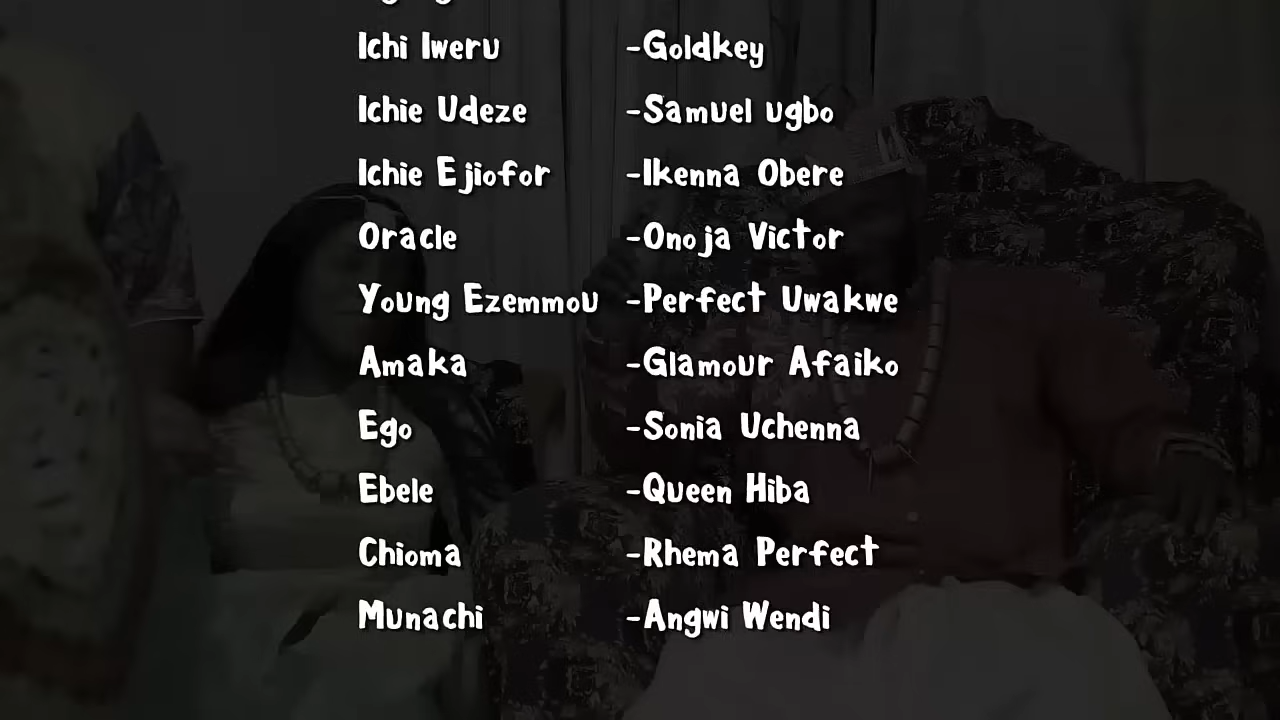 Ichi Iweru -Goldkey
Ichie Udeze -Samuel ugbo
Ichie Ejiofor -Ikenna Obere
Oracle -Onoja Victor
Young Ezemmou -Perfect Uwakwe
Amaka -Glamour Afaiko
Ego -Sonia Uchenna
Ebele -Queen Hiba
Chioma -Rhema Perfect
Munachi -Angwi Wendi